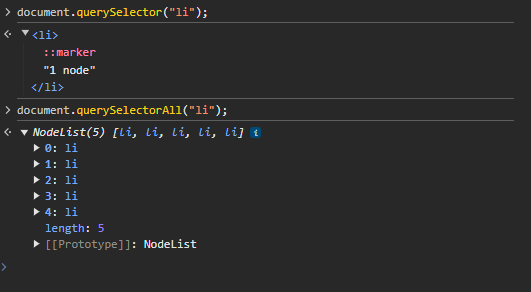 document.querySelector("li");
<li>
::marker
"1 node"
</li>
document.querySelectorAll("li");
NodeList(5) [li, li, li, li, li] i
0: li
1: li
2: li
3: li
4: li
length: 5
[[Prototype]]: NodeList